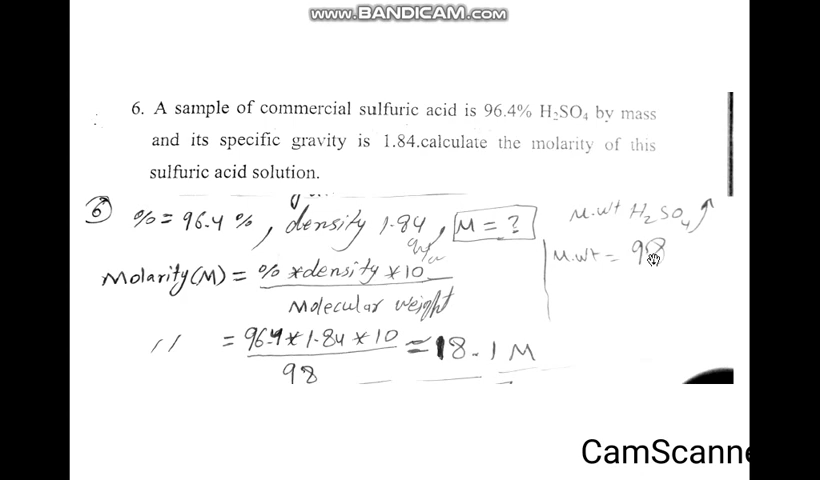 www.BANDICAM.com
6. A sample of commercial sulfuric acid is 96.4% H₂SO₄ by mass
and its specific gravity is 1.84.calculate the molarity of this
sulfuric acid solution.
⑥ % = 96.4 %, density 1.84, M = ?
M.wt H₂SO₄
M.wt = 98
Molarity(M) = % * density * 10
Molecular weight
// = 96.4 * 1.84 * 10 = 18.1 M
98
CamScanne